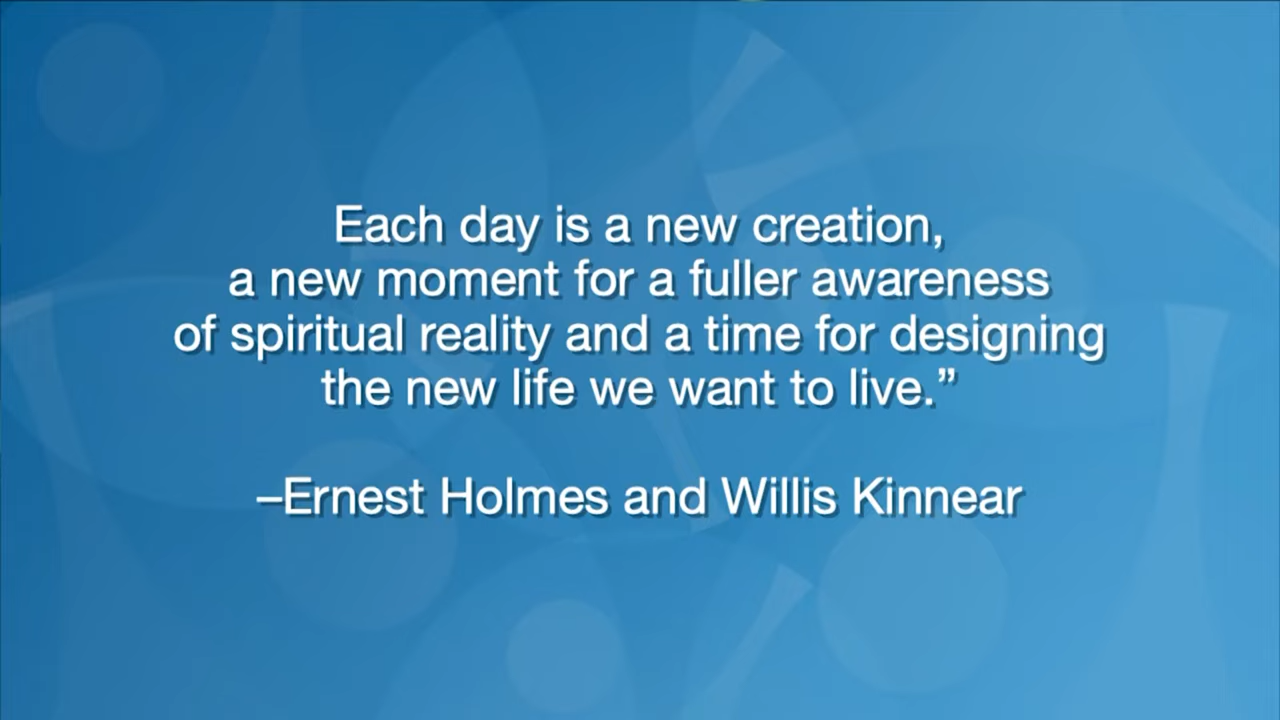 Each day is a new creation,
a new moment for a fuller awareness
of spiritual reality and a time for designing
the new life we want to live.”
–Ernest Holmes and Willis Kinnear